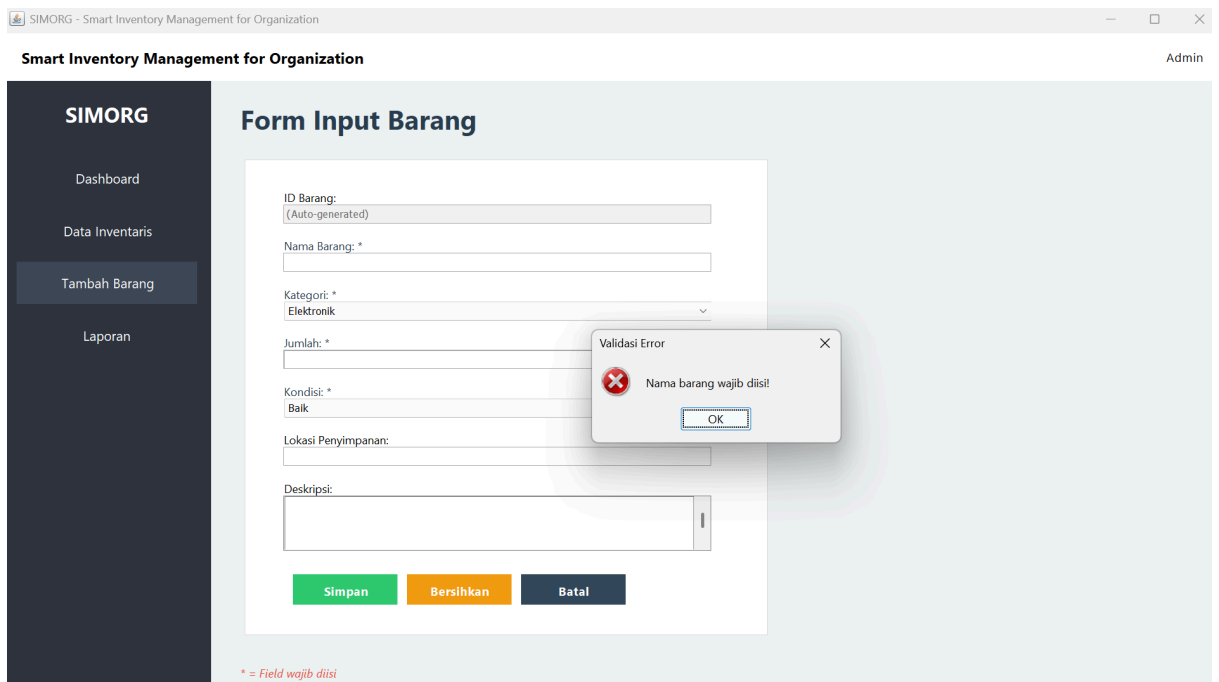 SIMORG - Smart Inventory Management for Organization
Smart Inventory Management for Organization
Admin
SIMORG
Dashboard
Data Inventaris
Tambah Barang
Laporan
Form Input Barang
ID Barang:
(Auto-generated)
Nama Barang: *
Kategori: *
Elektronik
Jumlah: *
Kondisi: *
Baik
Lokasi Penyimpanan:
Deskripsi:
Validasi Error
Nama barang wajib diisi!
OK
Simpan
Bersihkan
Batal
* = Field wajib diisi